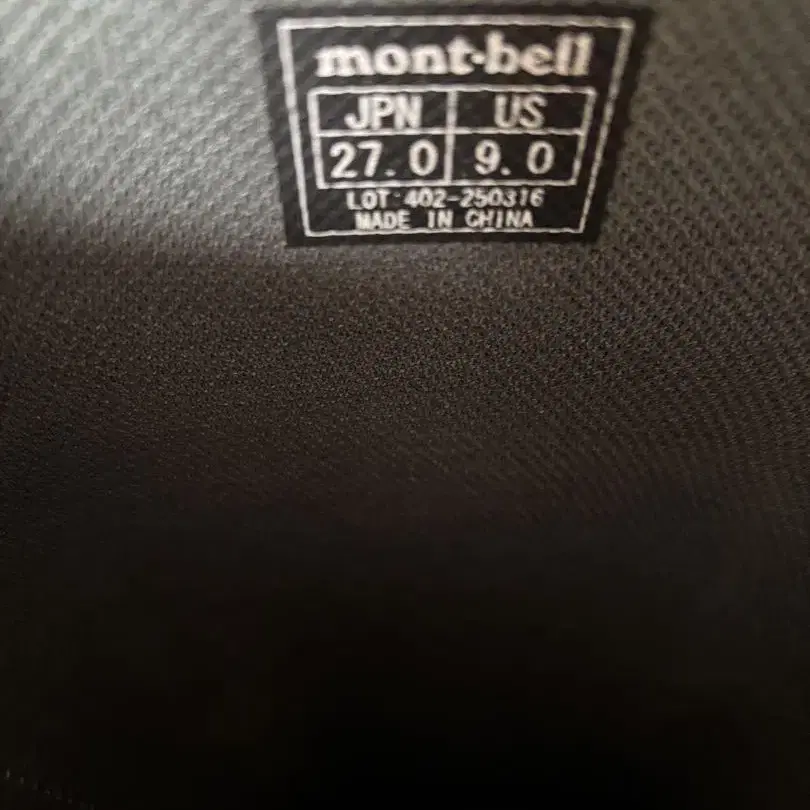 mont-bell
JPN US
27.0 9.0
LOT 402-250316
MADE IN CHINA